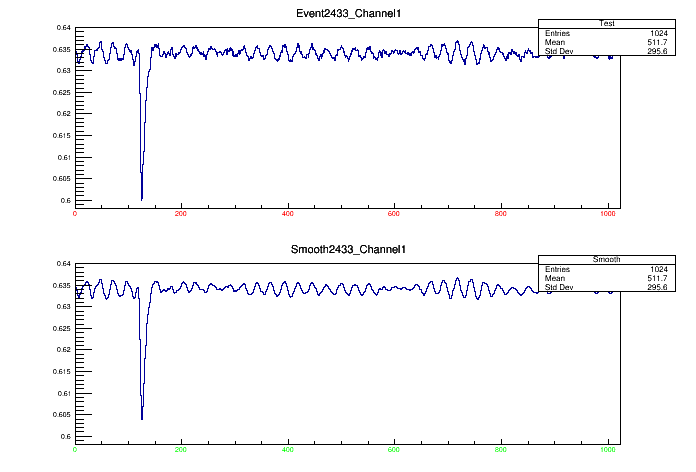 Event2433_Channel1
Test
Entries 1024
Mean 511.7
Std Dev 295.6
0.64
0.635
0.63
0.625
0.62
0.615
0.61
0.605
0.6
0 200 400 600 800 1000
Smooth2433_Channel1
Smooth
Entries 1024
Mean 511.7
Std Dev 295.6
0.64
0.635
0.63
0.625
0.62
0.615
0.61
0.605
0.6
0 200 400 600 800 1000